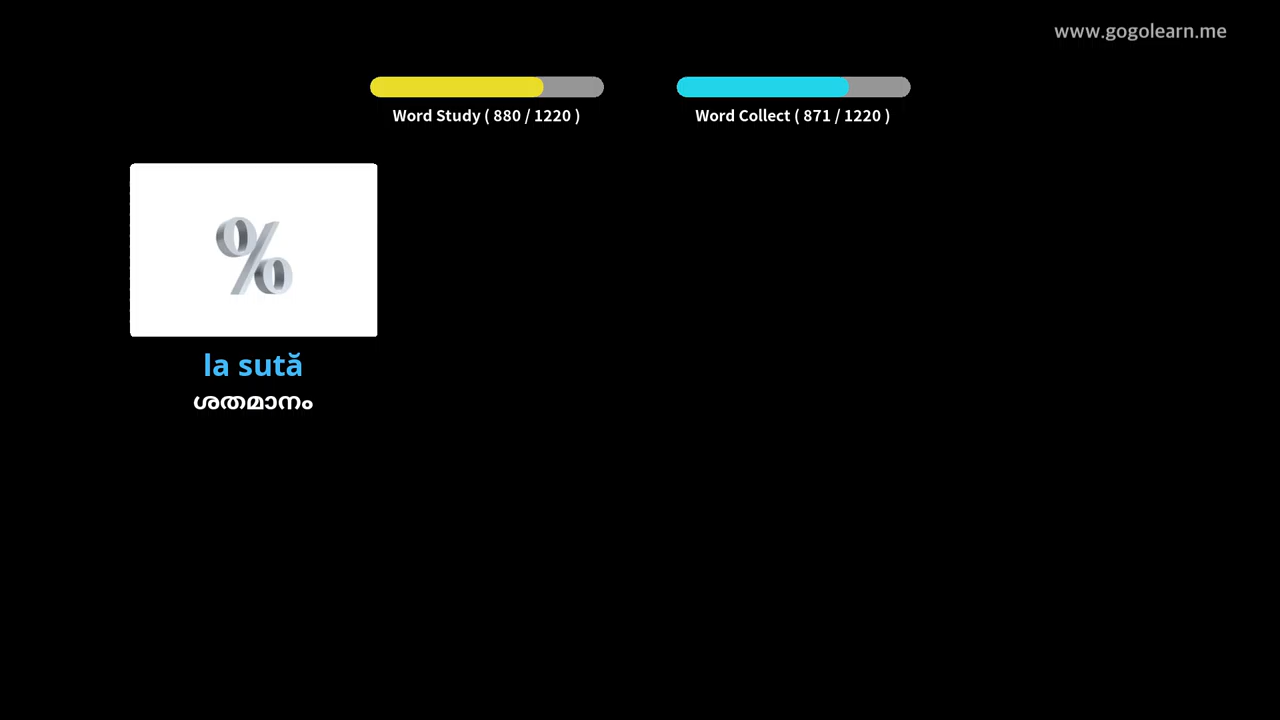 www.gogolearn.me
Word Study ( 880 / 1220 )
Word Collect ( 871 / 1220 )
%
la sută
ശതമാനം